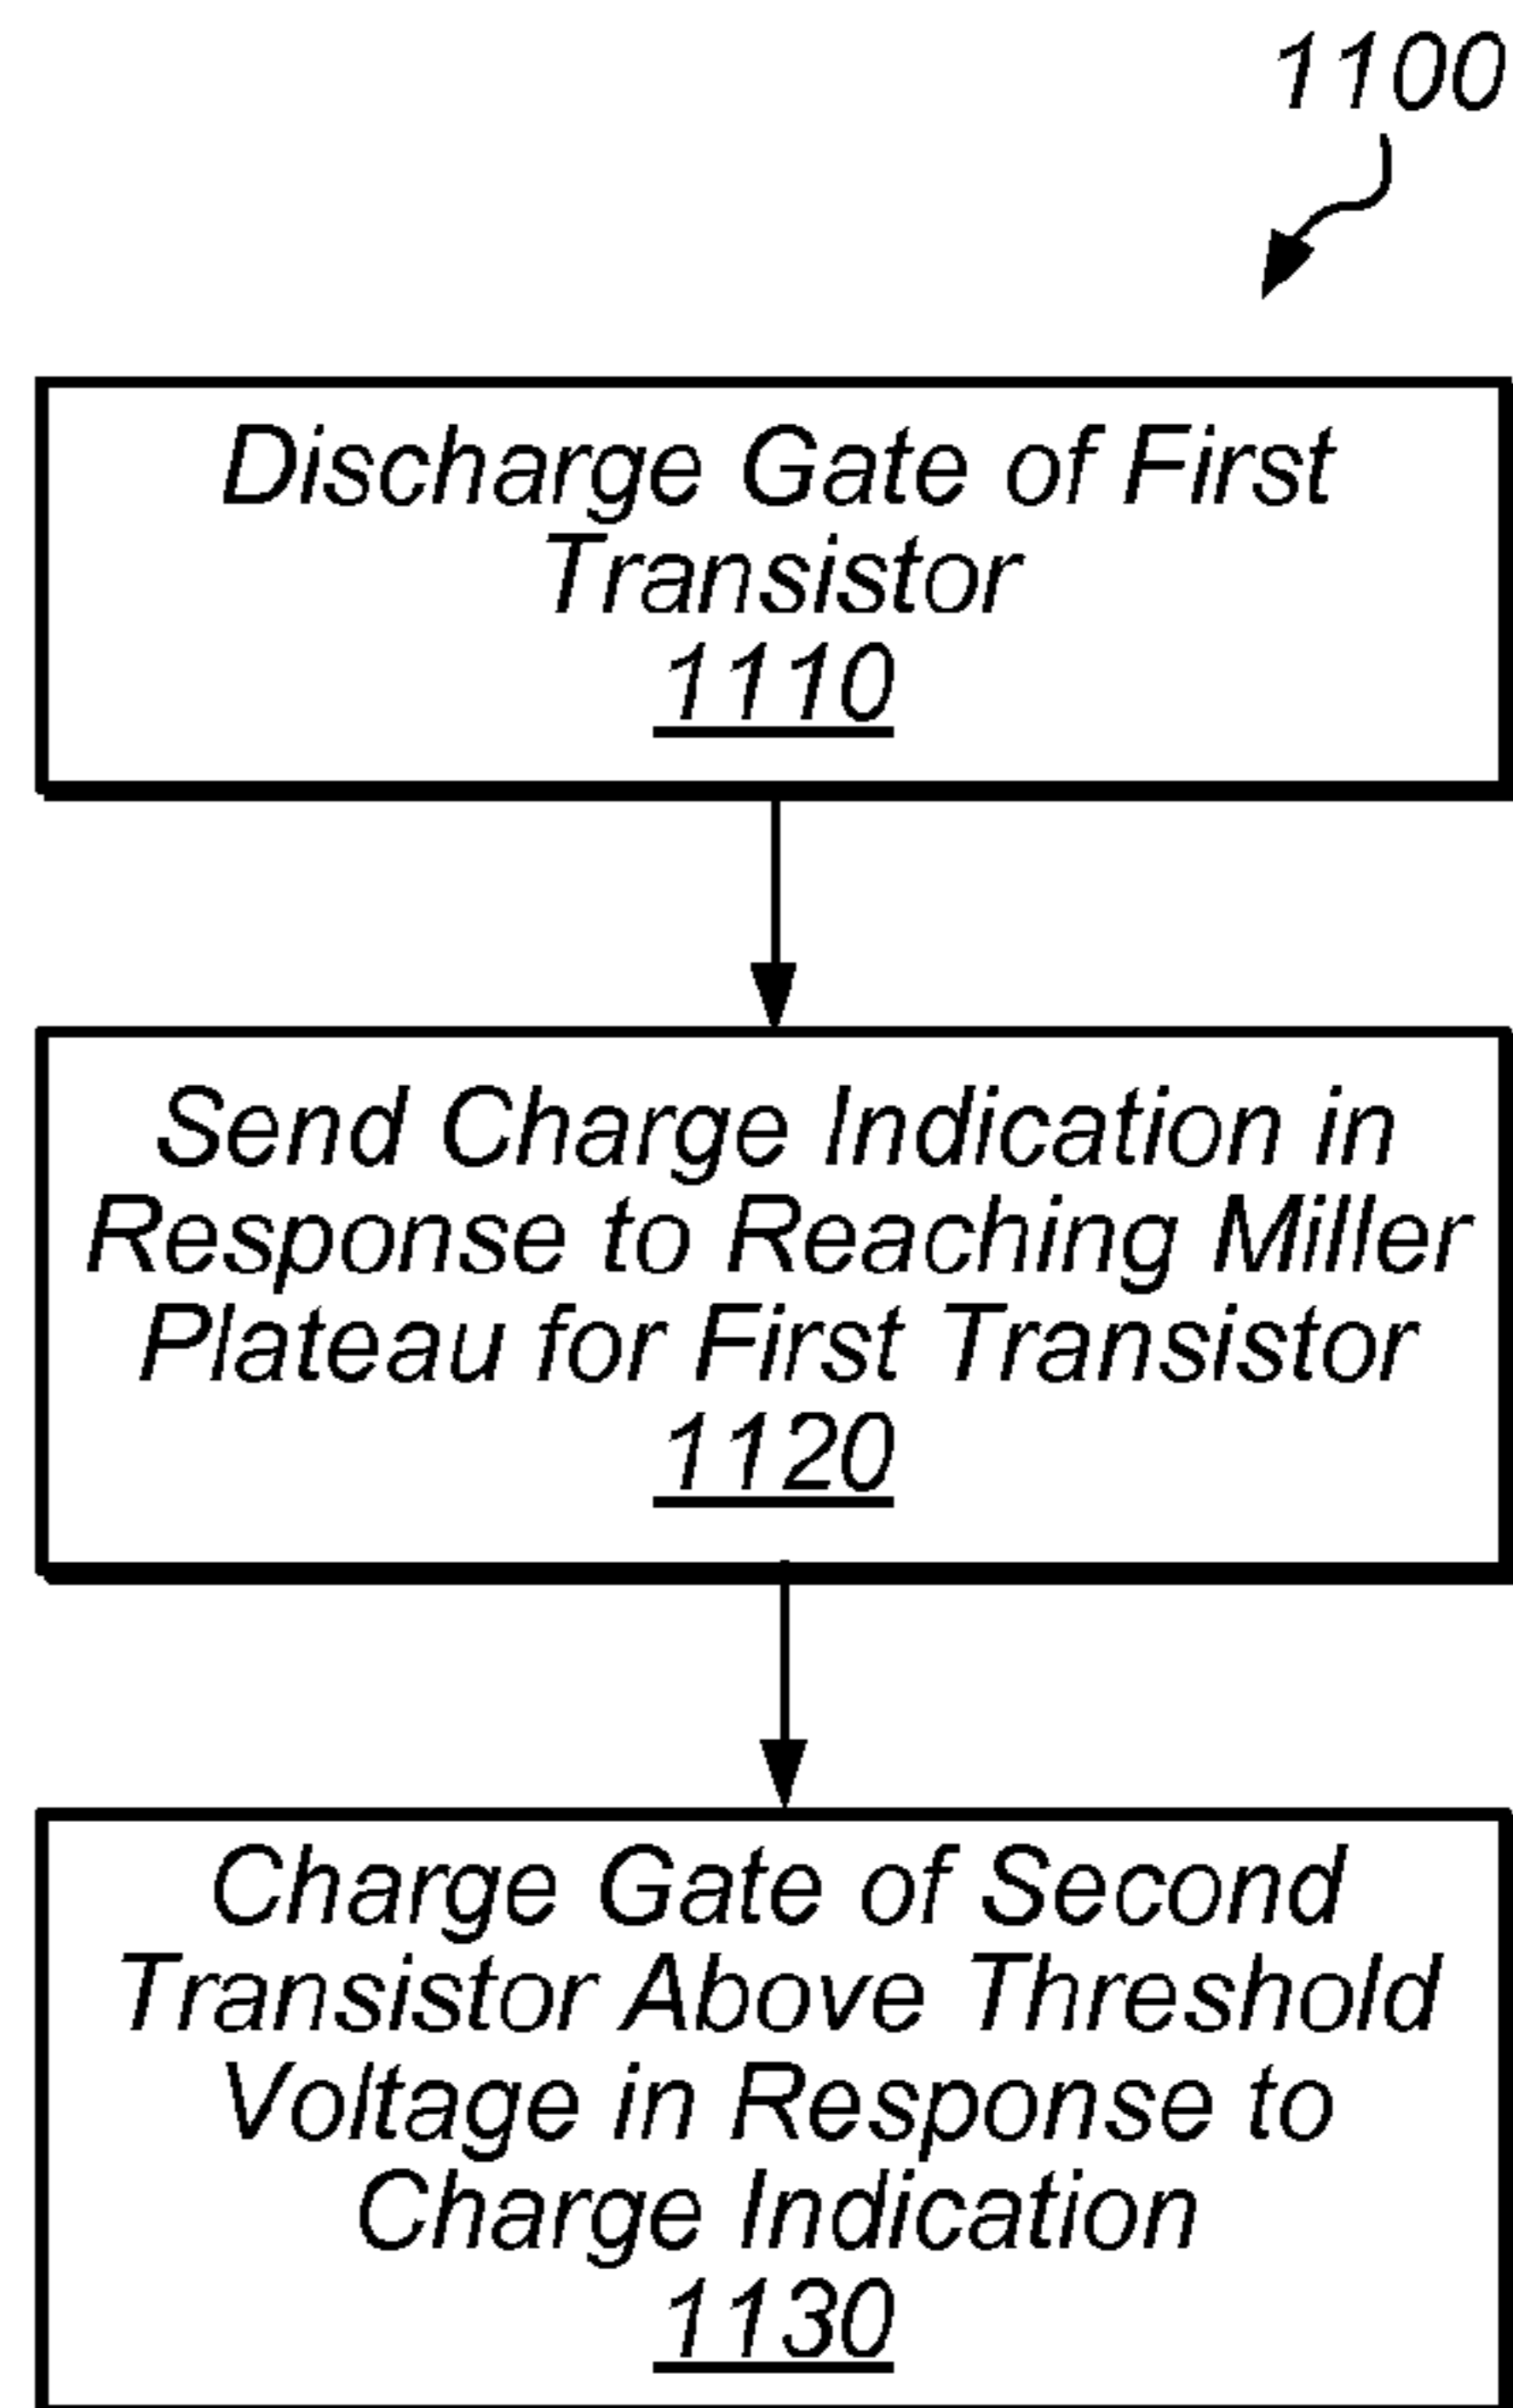 1100
Discharge Gate of First
Transistor
1110
Send Charge Indication in
Response to Reaching Miller
Plateau for First Transistor
1120
Charge Gate of Second
Transistor Above Threshold
Voltage in Response to
Charge Indication
1130